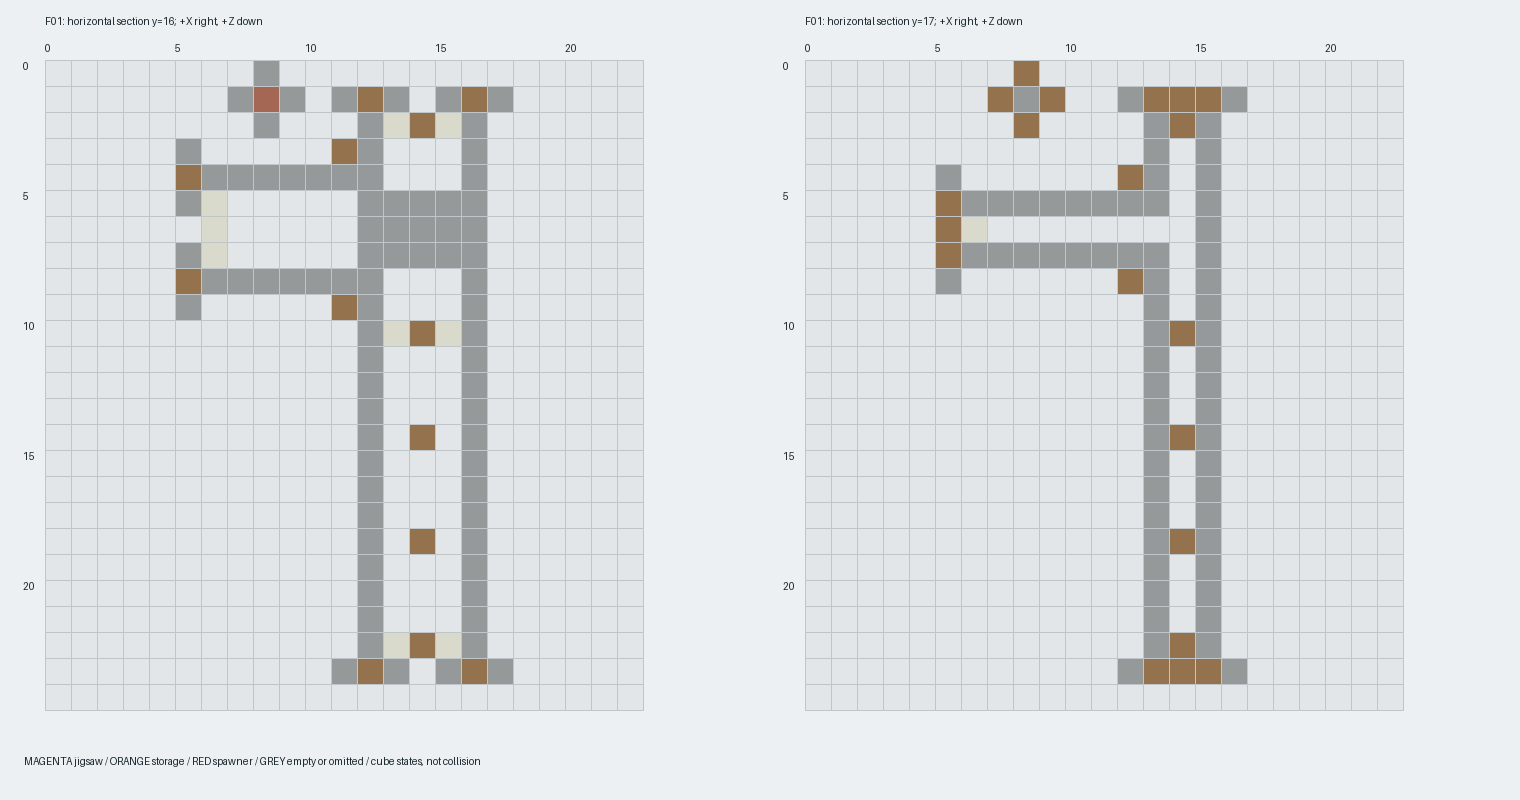 F01: horizontal section y=16; +X right, +Z down
F01: horizontal section y=17; +X right, +Z down
0 5 10 15 20
0 5 10 15 20
0 0
5 5
10 10
15 15
20 20
MAGENTA jigsaw / ORANGE storage / RED spawner / GREY empty or omitted / cube states, not collision